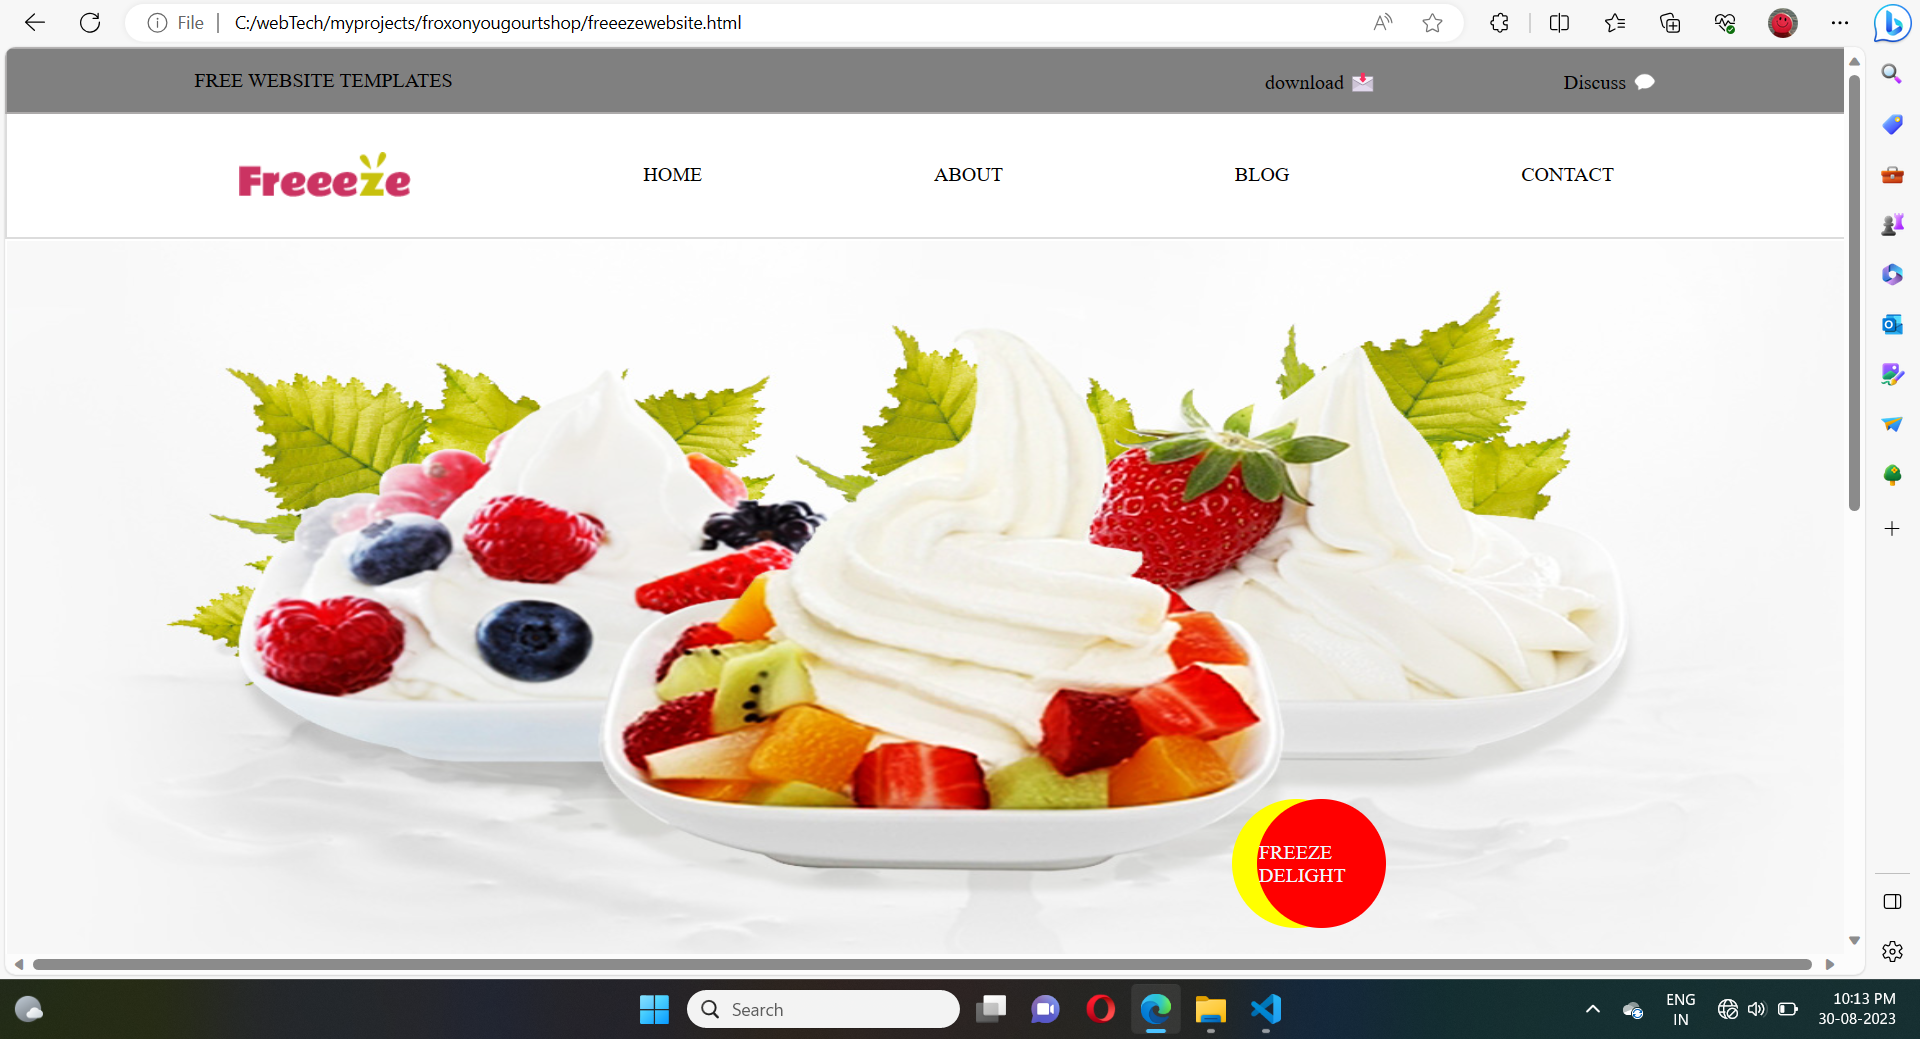 File
C:/webTech/myprojects/froxonyougourtshop/freeezewebsite.html
FREE WEBSITE TEMPLATES
download
Discuss
Freeeze
HOME
ABOUT
BLOG
CONTACT
FREEZE
DELIGHT
Search
ENG
IN
10:13 PM
30-08-2023